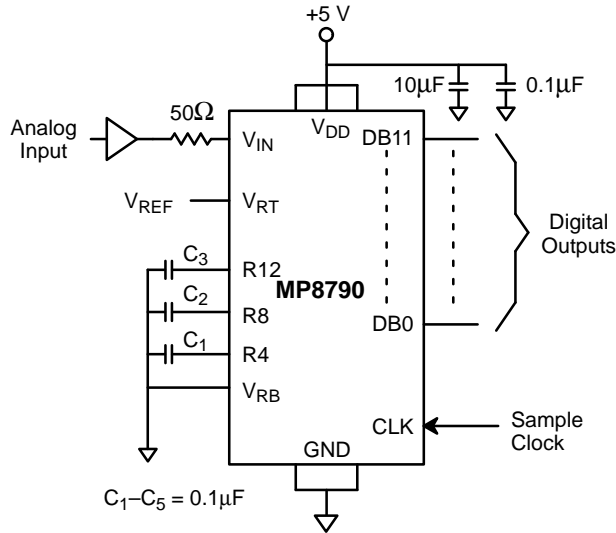 +5 V
10µF
0.1µF
50Ω
Analog
Input
V_IN
V_DD
DB11
V_REF
V_RT
Digital
Outputs
C_3
R12
MP8790
C_2
R8
DB0
C_1
R4
V_RB
CLK
Sample
Clock
GND
C_1–C_5 = 0.1µF